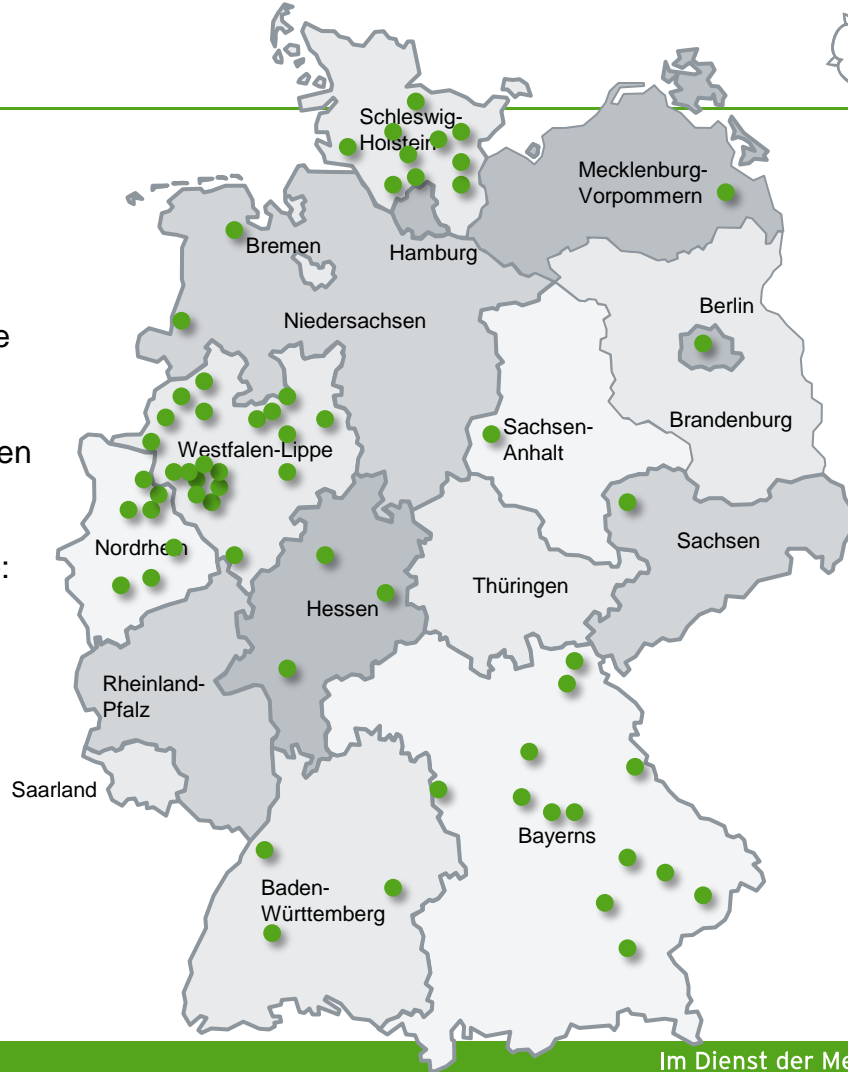 Schleswig-
Holstein
Mecklenburg-
Vorpommern
Bremen
Hamburg
Berlin
Niedersachsen
e
Brandenburg
Sachsen-
Anhalt
Westfalen-Lippe
en
Sachsen
Nordrhein
:
Thüringen
Hessen
Rheinland-
Pfalz
Saarland
Bayerns
Baden-
Württemberg
Im Dienst der Me